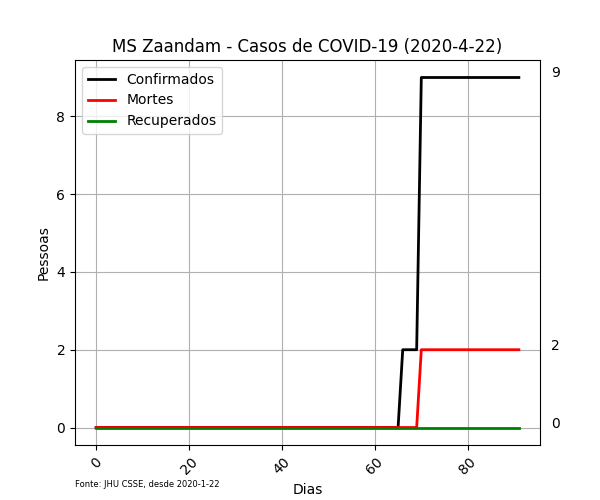 MS Zaandam - Casos de COVID-19 (2020-4-22)
Confirmados
Mortes
Recuperados
9
2
0
8
6
4
2
0
Pessoas
0
20
40
60
80
Dias
Fonte: JHU CSSE, desde 2020-1-22